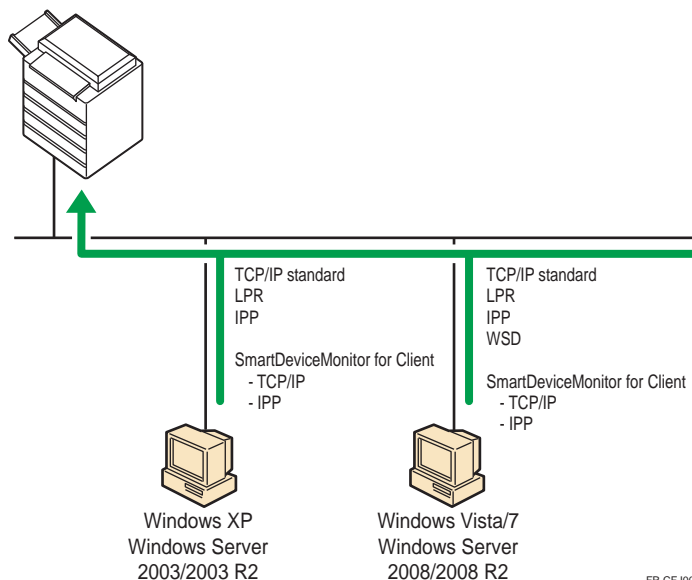 TCP/IP standard
LPR
IPP
SmartDeviceMonitor for Client
- TCP/IP
- IPP
Windows XP
Windows Server
2003/2003 R2
TCP/IP standard
LPR
IPP
WSD
SmartDeviceMonitor for Client
- TCP/IP
- IPP
Windows Vista/7
Windows Server
2008/2008 R2